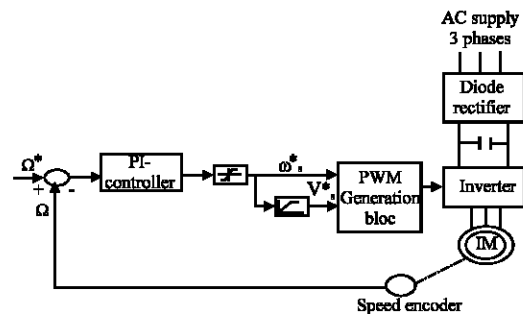 AC supply
3 phases
Diode
rectifier
Ω*
+
Ω
-
PI-
controller
ω*s
V*s
PWM
Generation
bloc
Inverter
IM
Speed encoder